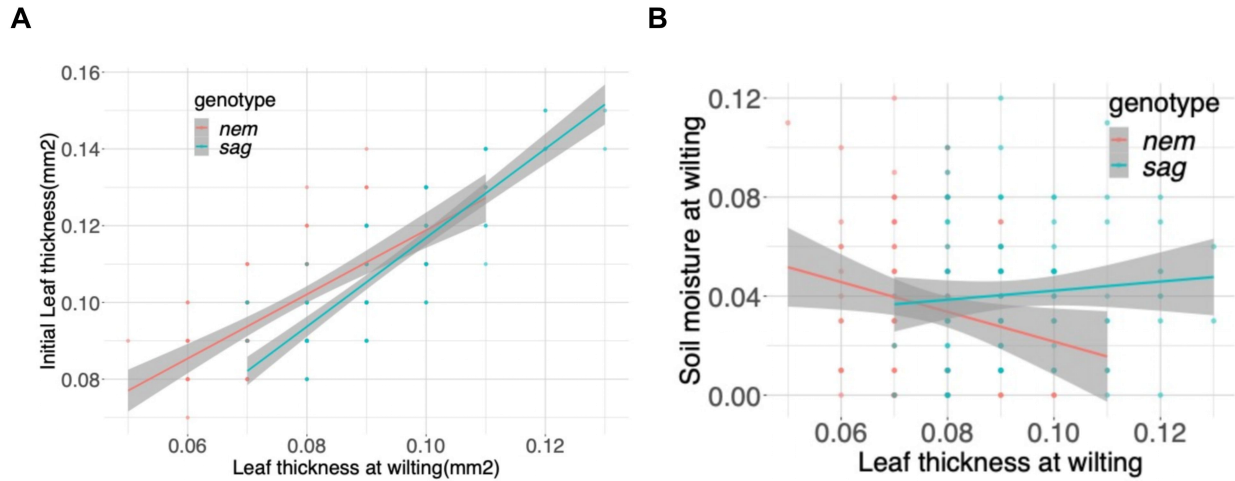 A
B
0.16
0.14
0.12
0.10
0.08
Initial Leaf thickness(mm2)
genotype
nem
sag
0.06
0.08
0.10
0.12
Leaf thickness at wilting(mm2)
0.12
0.08
0.04
0.00
Soil moisture at wilting
genotype
nem
sag
0.06
0.08
0.10
0.12
Leaf thickness at wilting